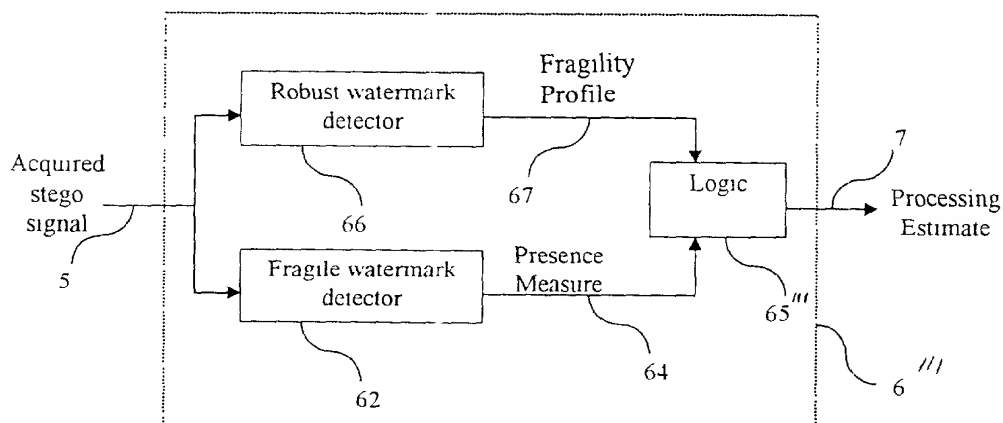 Robust watermark
detector
Fragility
Profile
7
Acquired
stego
signal
67
Logic
Processing
Estimate
66
5
Fragile watermark
detector
Presence
Measure
65'''
64
62
6 '''